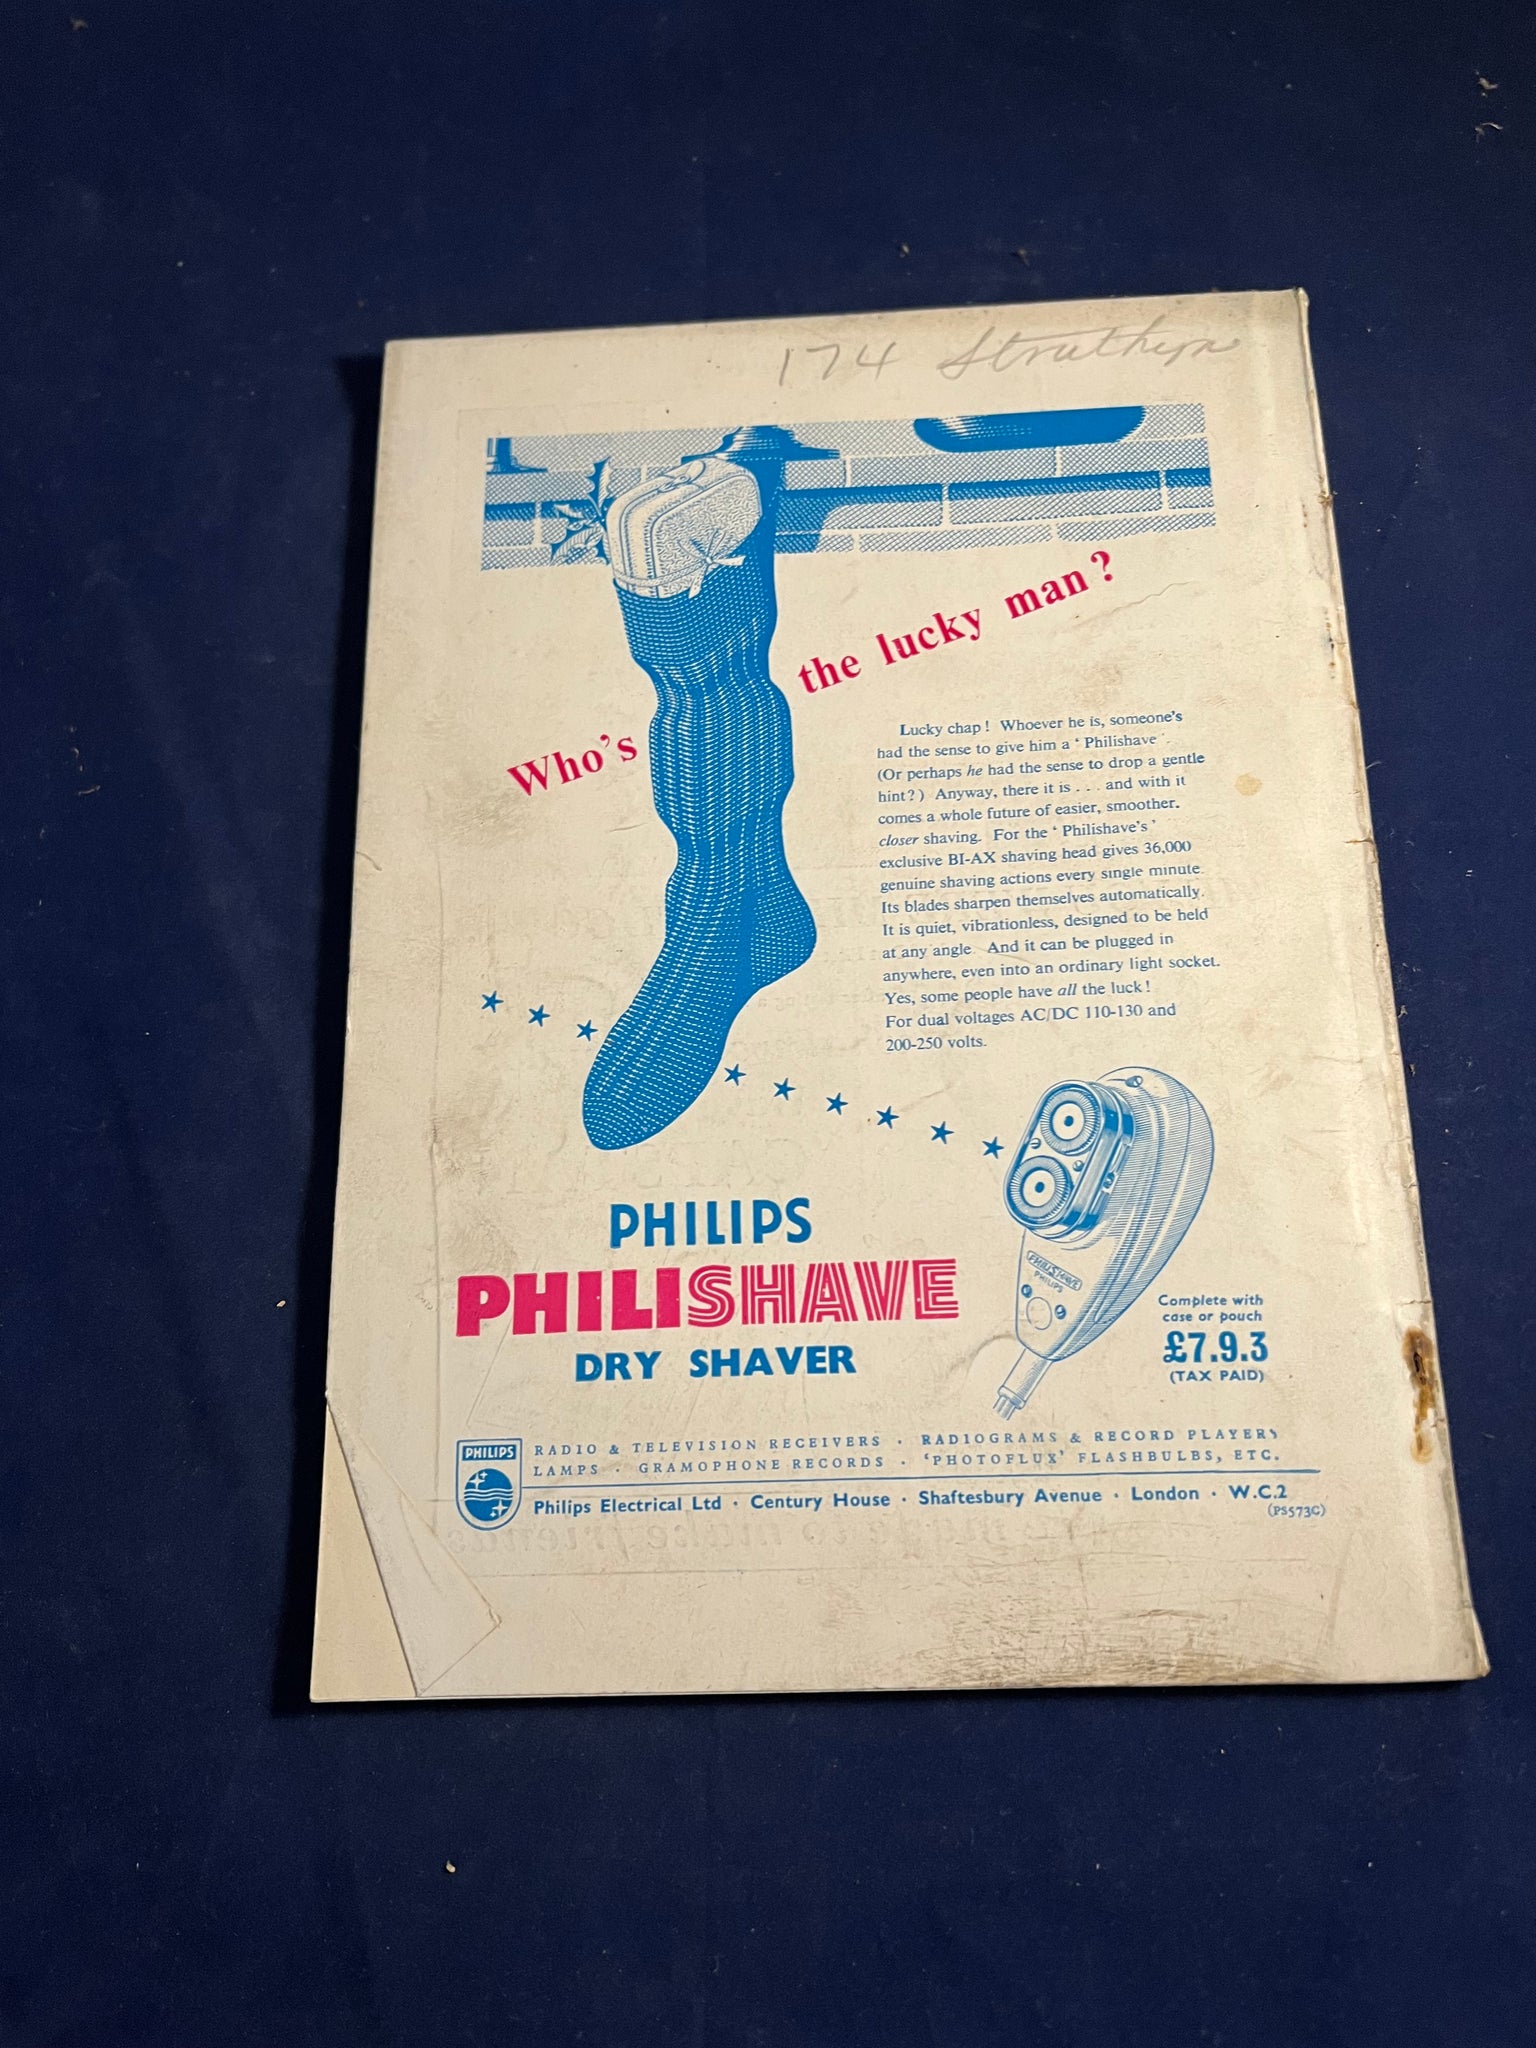 174
Who's the lucky man?
Lucky chap! Whoever he is, someone's
had the sense to give him a 'Philishave'.
(Or perhaps he had the sense to drop a gentle
hint?) Anyway, there it is . . . and with it
comes a whole future of easier, smoother,
closer shaving. For the 'Philishave's'
exclusive BI-AX shaving head gives 36,000
genuine shaving actions every single minute.
Its blades sharpen themselves automatically.
It is quiet, vibrationless, designed to be held
at any angle. And it can be plugged in
anywhere, even into an ordinary light socket.
Yes, some people have all the luck!
For dual voltages AC/DC 110-130 and
200-250 volts.
PHILIPS
PHILISHAVE
DRY SHAVER
PHILISHAVE
PHILIPS
Complete with
case or pouch
£7.9.3
(TAX PAID)
PHILIPS
RADIO & TELEVISION RECEIVERS · RADIOGRAMS & RECORD PLAYERS
LAMPS · GRAMOPHONE RECORDS · 'PHOTOFLUX' FLASHBULBS, ETC.
Philips Electrical Ltd · Century House · Shaftesbury Avenue · London · W.C.2
(PS573G)